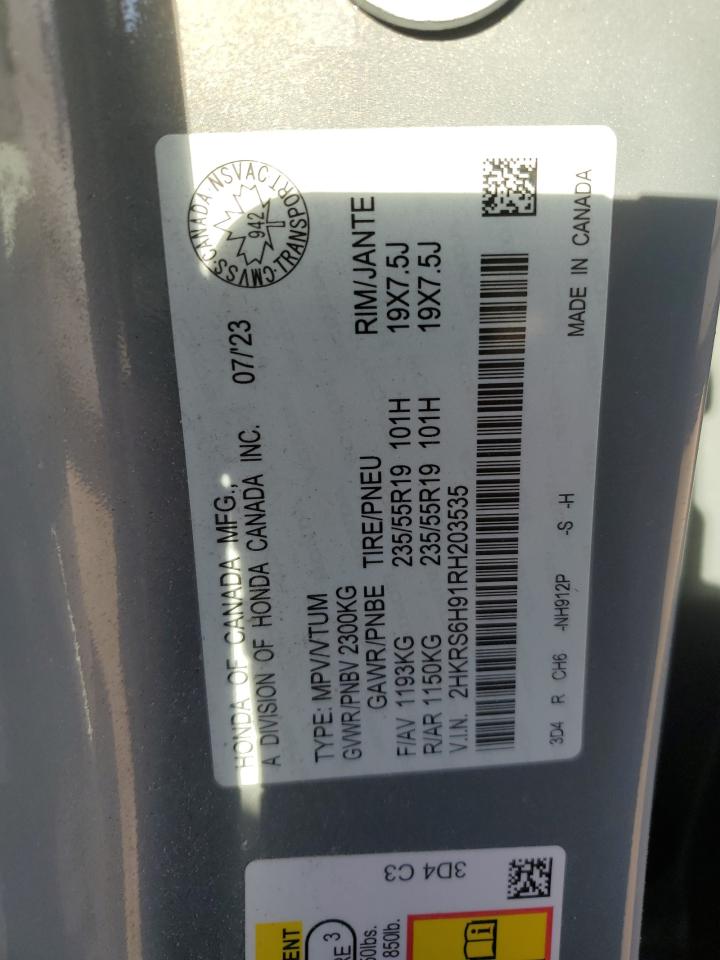 HONDA OF CANADA MFG.,
A DIVISION OF HONDA CANADA INC. 07/'23
CMVSS-CANADA-NSVAC TRANSPORT
942
TYPE: MPV/VTUM
GVWR/PNBV 2300KG
GAWR/PNBE TIRE/PNEU RIM/JANTE
F/AV 1193KG 235/55R19 101H 19X7.5J
R/AR 1150KG 235/55R19 101H 19X7.5J
V.I.N. 2HKRS6H91RH203535
3D4 R CH6 -NH912P -S -H MADE IN CANADA
3D4 C3
850lb.